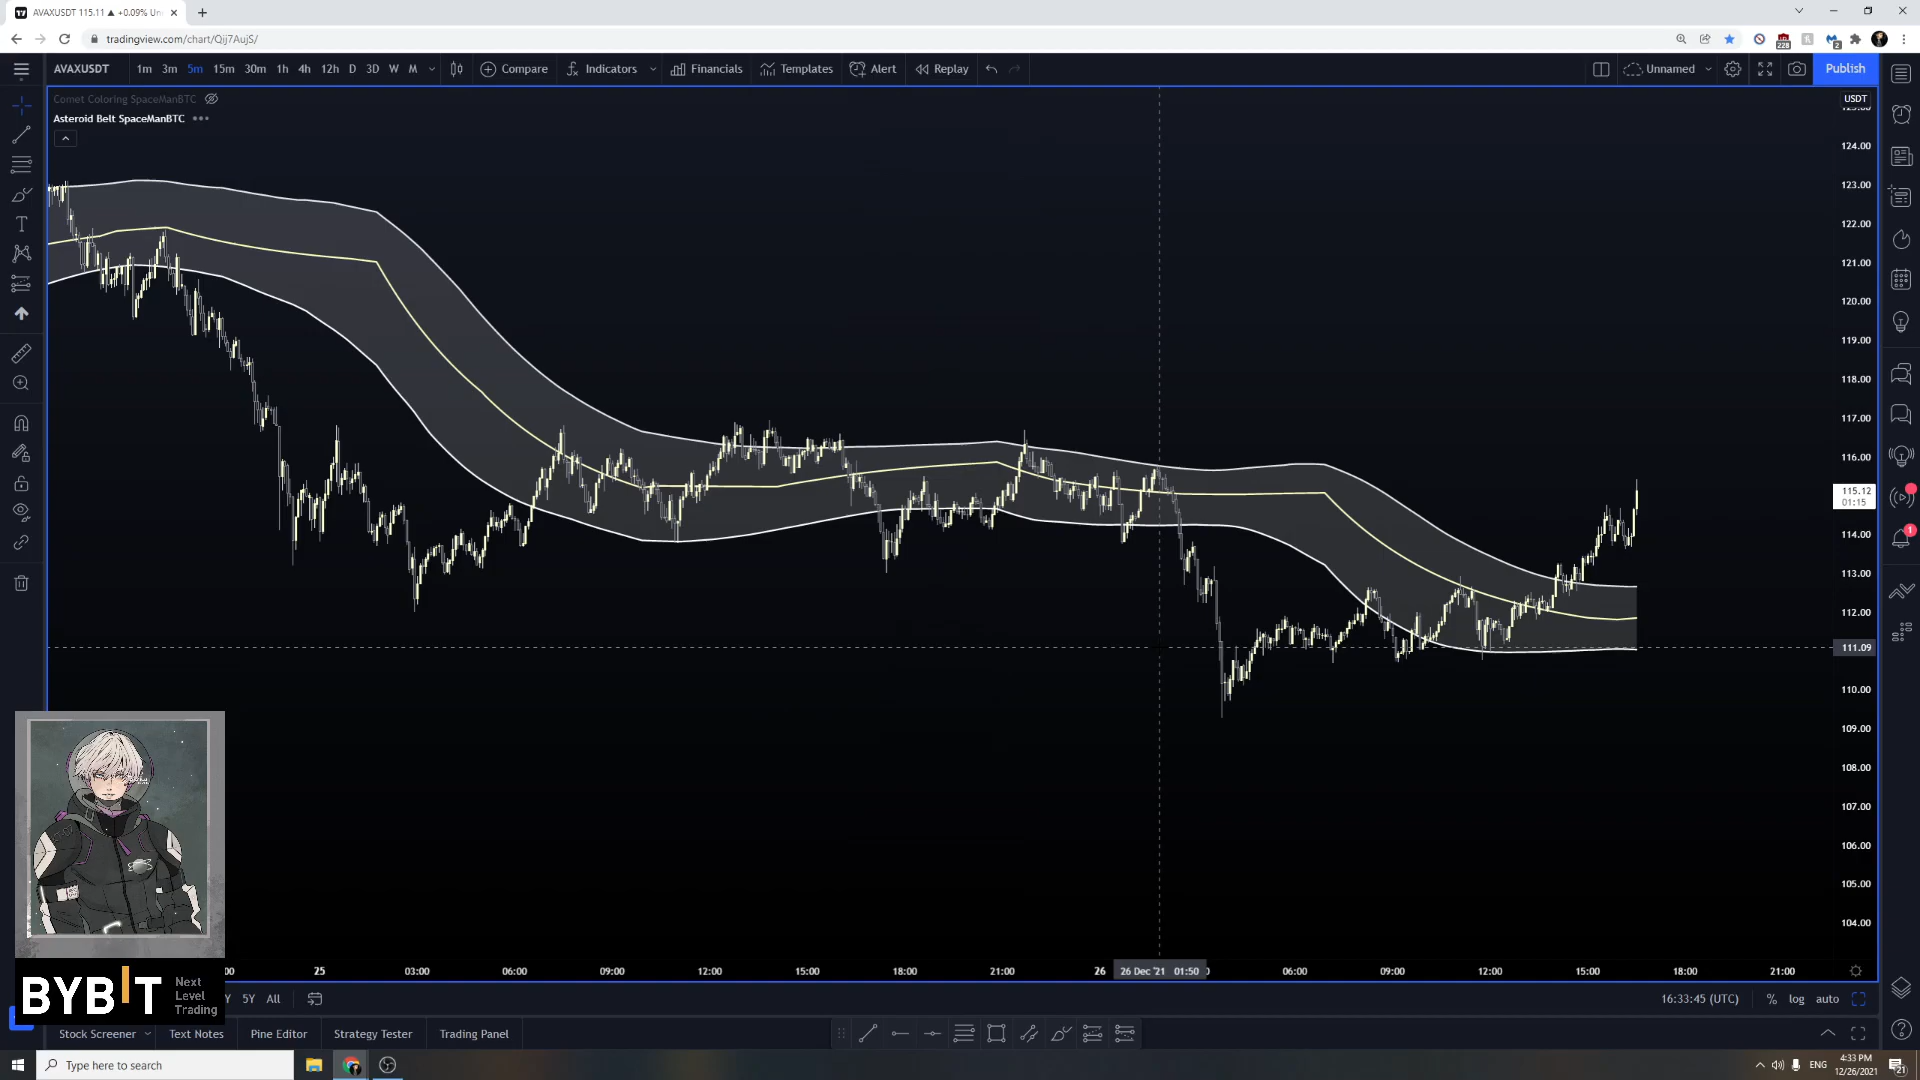 AVAXUSDT 115.11 ▲ +0.09% Un
tradingview.com/chart/Qij7AujS/
228
2
AVAXUSDT 1m 3m 5m 15m 30m 1h 4h 12h D 3D W M Compare Indicators Financials Templates Alert Replay Unnamed Publish
Comet Coloring SpaceManBTC
Asteroid Belt SpaceManBTC
USDT
124.00
123.00
122.00
121.00
120.00
119.00
118.00
117.00
116.00
115.12
01:15
114.00
113.00
112.00
111.09
110.00
109.00
108.00
107.00
106.00
105.00
104.00
1
00 25 03:00 06:00 09:00 12:00 15:00 18:00 21:00 26 26 Dec '21 01:50 06:00 09:00 12:00 15:00 18:00 21:00
BYBIT
Next
Level
Trading
Y 5Y All 16:33:45 (UTC) % log auto
Stock Screener Text Notes Pine Editor Strategy Tester Trading Panel
Type here to search
ENG
4:33 PM
12/26/2021
21